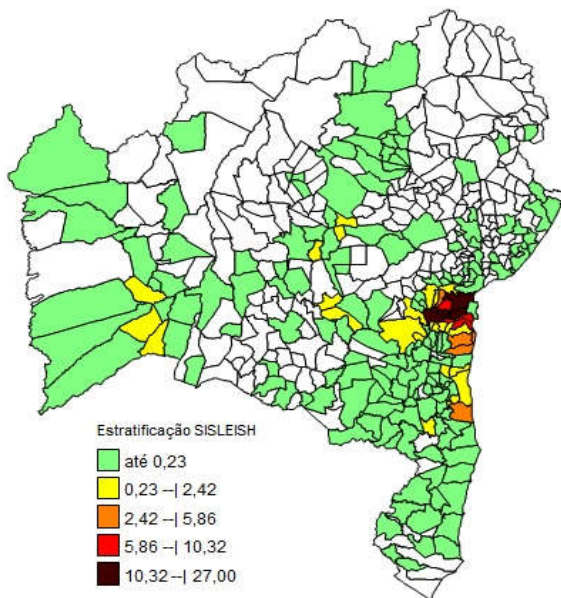 Estratificação SISLEISH
até 0,23
0,23 --| 2,42
2,42 --| 5,86
5,86 --| 10,32
10,32 --| 27,00